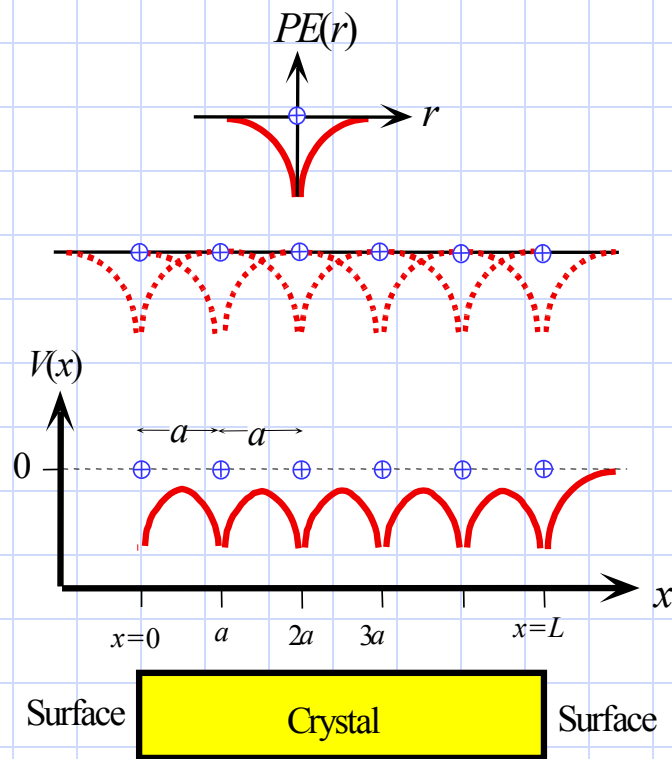 PE(r)
r
V(x)
a a
0
x
x=0 a 2a 3a x=L
Surface Crystal Surface